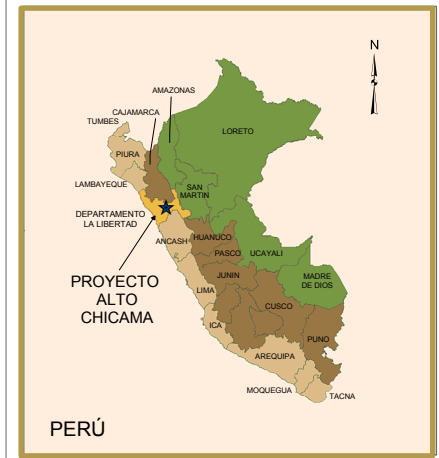 N
AMAZONAS
CAJAMARCA
TUMBES
LORETO
PIURA
LAMBAYEQUE
SAN
MARTIN
DEPARTAMENTO
LA LIBERTAD
ANCASH
HUANUCO
PASCO
UCAYALI
PROYECTO
ALTO
CHICAMA
JUNIN
MADRE
DE DIOS
LIMA
CUSCO
ICA
PUNO
AREQUIPA
MOQUEGUA
TACNA
PERÚ